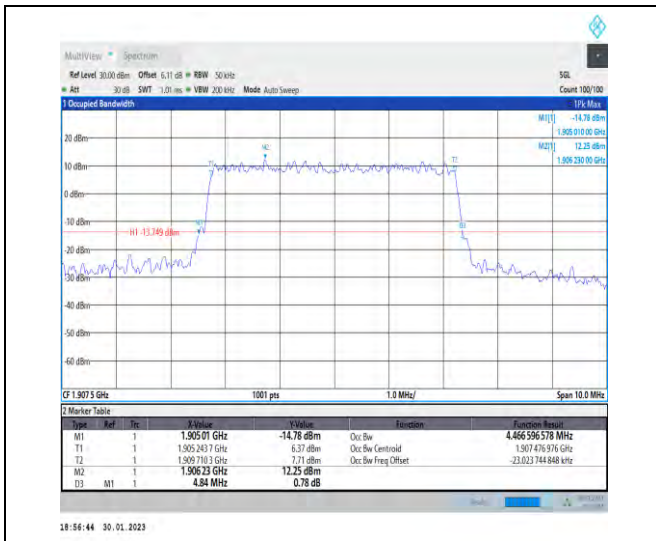 MultiView Spectrum
Ref Level 30.00 dBm Offset 6.11 dB RBW 50 kHz SGL
Att 30 dB SWT 1.01 ms VBW 200 kHz Mode Auto Sweep Count 100/100
1 Occupied Bandwidth 1Pk Max
M1[1] -14.78 dBm
1.905 010 00 GHz
M2[1] 12.25 dBm
1.906 230 00 GHz
20 dBm
M2
T1 T2
10 dBm
0 dBm
-10 dBm
H1 -13.749 dBm
-20 dBm
-30 dBm
-40 dBm
-50 dBm
-60 dBm
CF 1.907 5 GHz 1001 pts 1.0 MHz/ Span 10.0 MHz
2 Marker Table
Type Ref Trc X-Value Y-Value Function Function Result
M1 1 1.905 01 GHz -14.78 dBm Occ Bw 4.466 596 578 MHz
T1 1 1.905 243 7 GHz 6.37 dBm Occ Bw Centroid 1.907 476 976 GHz
T2 1 1.909 710 3 GHz 7.71 dBm Occ Bw Freq Offset -23.023 744 848 kHz
M2 1 1.906 23 GHz 12.25 dBm
D3 M1 1 4.84 MHz 0.78 dB
18:56:44 30.01.2023